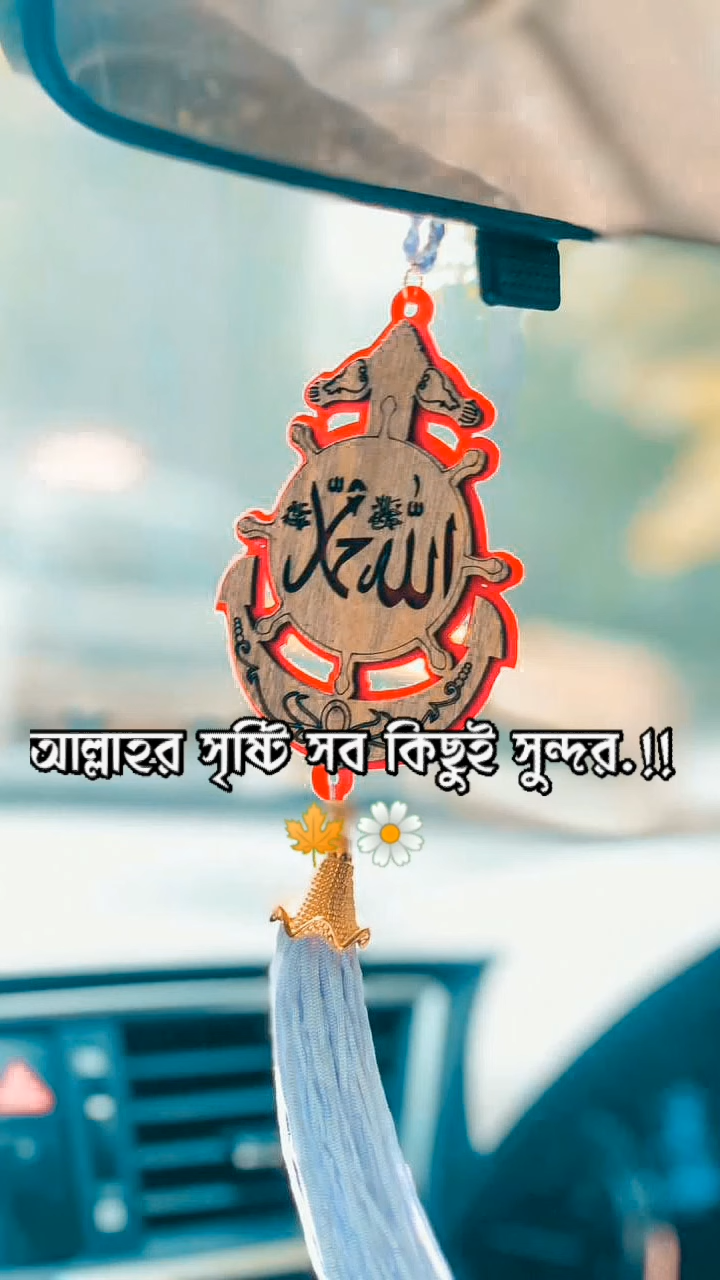 الله محمد
আল্লাহর সৃষ্টি সব কিছুই সুন্দর.!!
🍁 🌼